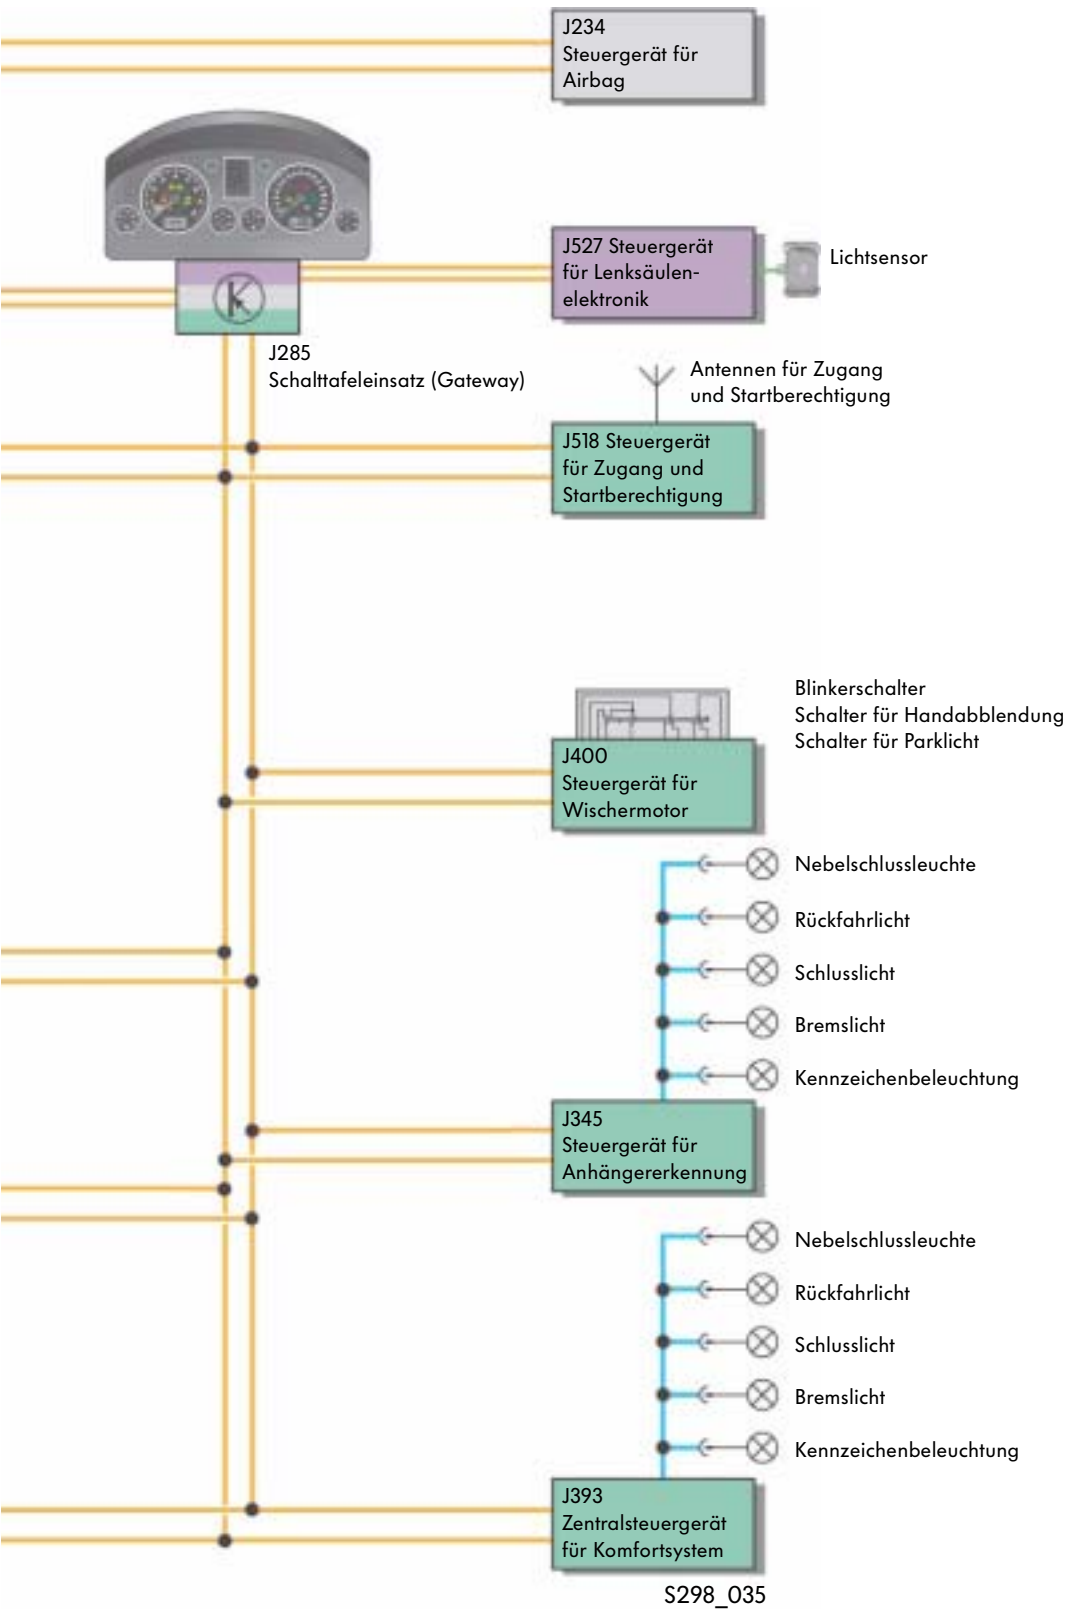 J234
Steuergerät für
Airbag
J527 Steuergerät
für Lenksäulen-
elektronik
Lichtsensor
J285
Schalttafeleinsatz (Gateway)
Antennen für Zugang
und Startberechtigung
J518 Steuergerät
für Zugang und
Startberechtigung
Blinkerschalter
Schalter für Handabblendung
Schalter für Parklicht
J400
Steuergerät für
Wischermotor
Nebelschlussleuchte
Rückfahrlicht
Schlusslicht
Bremslicht
Kennzeichenbeleuchtung
J345
Steuergerät für
Anhängererkennung
Nebelschlussleuchte
Rückfahrlicht
Schlusslicht
Bremslicht
Kennzeichenbeleuchtung
J393
Zentralsteuergerät
für Komfortsystem
S298_035